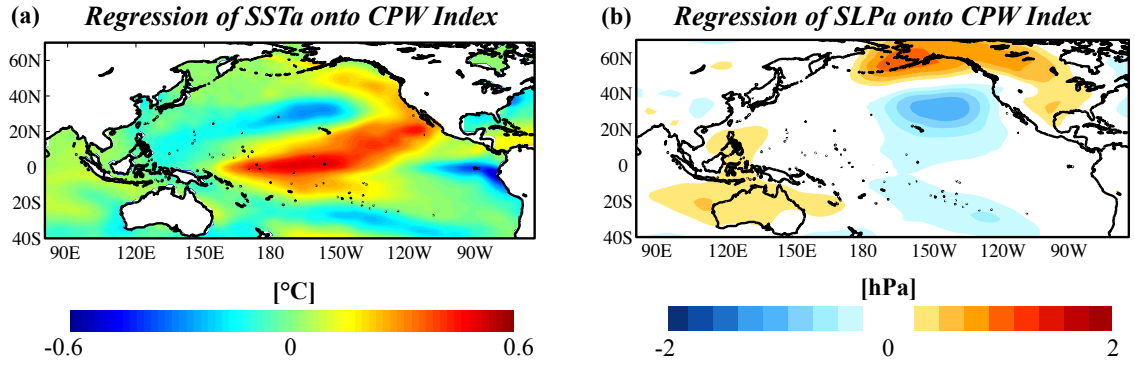 (a) Regression of SSTa onto CPW Index
60N
40N
20N
0
20S
40S
90E 120E 150E 180 150W 120W 90W
[°C]
-0.6 0 0.6
(b) Regression of SLPa onto CPW Index
60N
40N
20N
0
20S
40S
90E 120E 150E 180 150W 120W 90W
[hPa]
-2 0 2